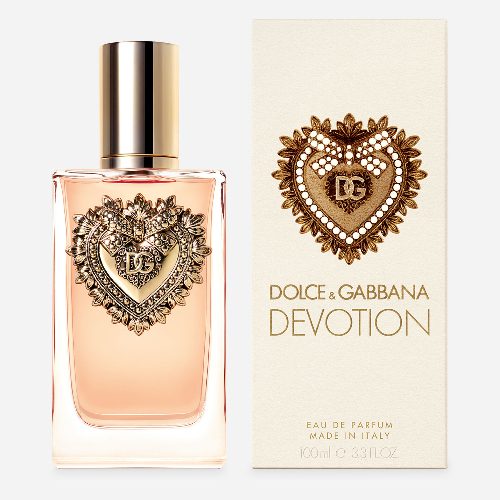 DG
DG
DOLCE & GABBANA
DEVOTION
EAU DE PARFUM
MADE IN ITALY
100ml ℮ 3.3 FL.OZ